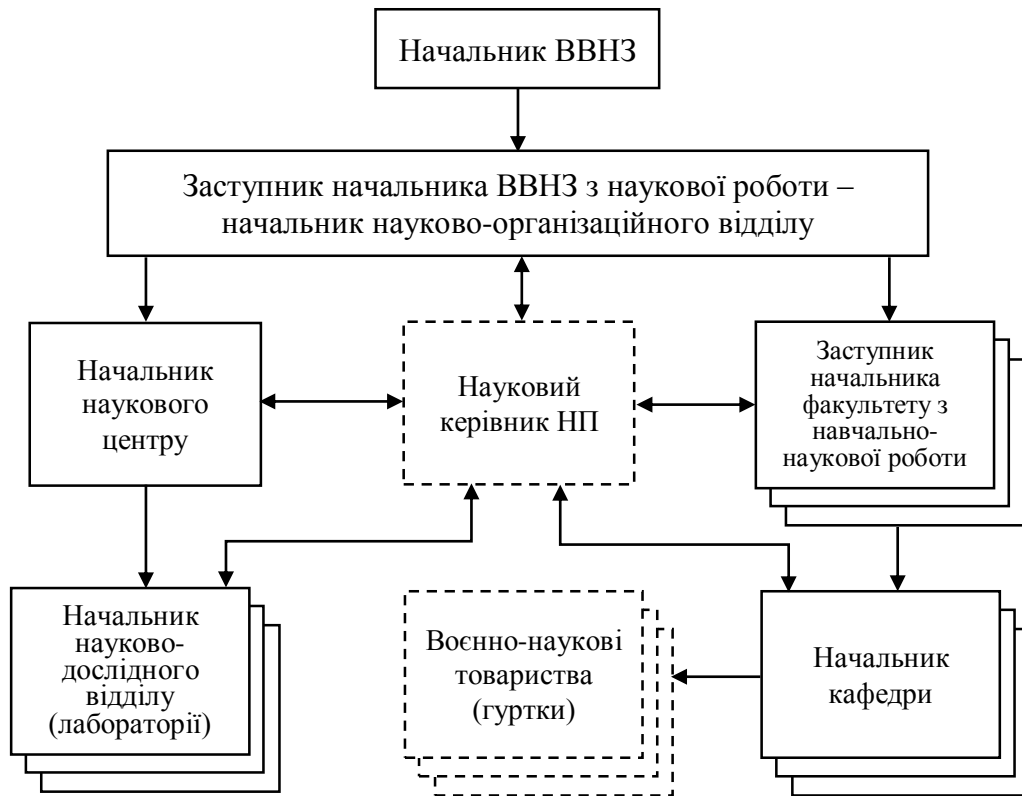 Начальник ВВНЗ
Заступник начальника ВВНЗ з наукової роботи –
начальник науково-організаційного відділу
Начальник
наукового
центру
Науковий
керівник НП
Заступник
начальника
факультету з
навчально-
наукової роботи
Начальник
науково-
дослідного
відділу
(лабораторії)
Воєнно-наукові
товариства
(гуртки)
Начальник
кафедри